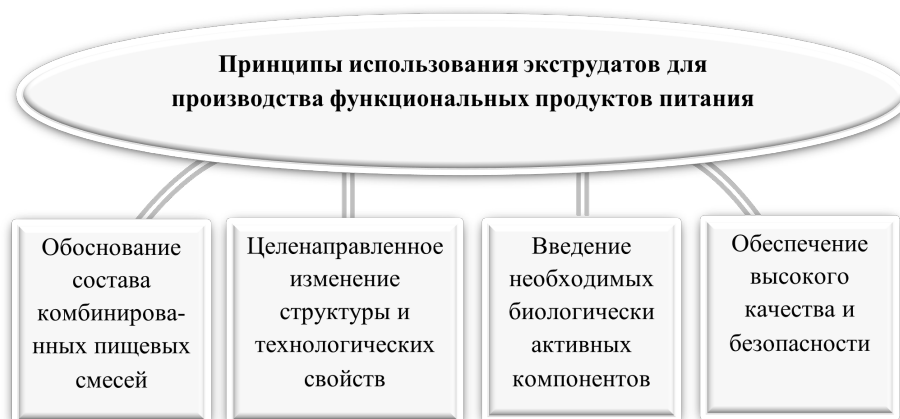 Принципы использования экструдатов для
производства функциональных продуктов питания
Обоснование
состава
комбинирова-
нных пищевых
смесей
Целенаправленное
изменение
структуры и
технологических
свойств
Введение
необходимых
биологически
активных
компонентов
Обеспечение
высокого
качества и
безопасности